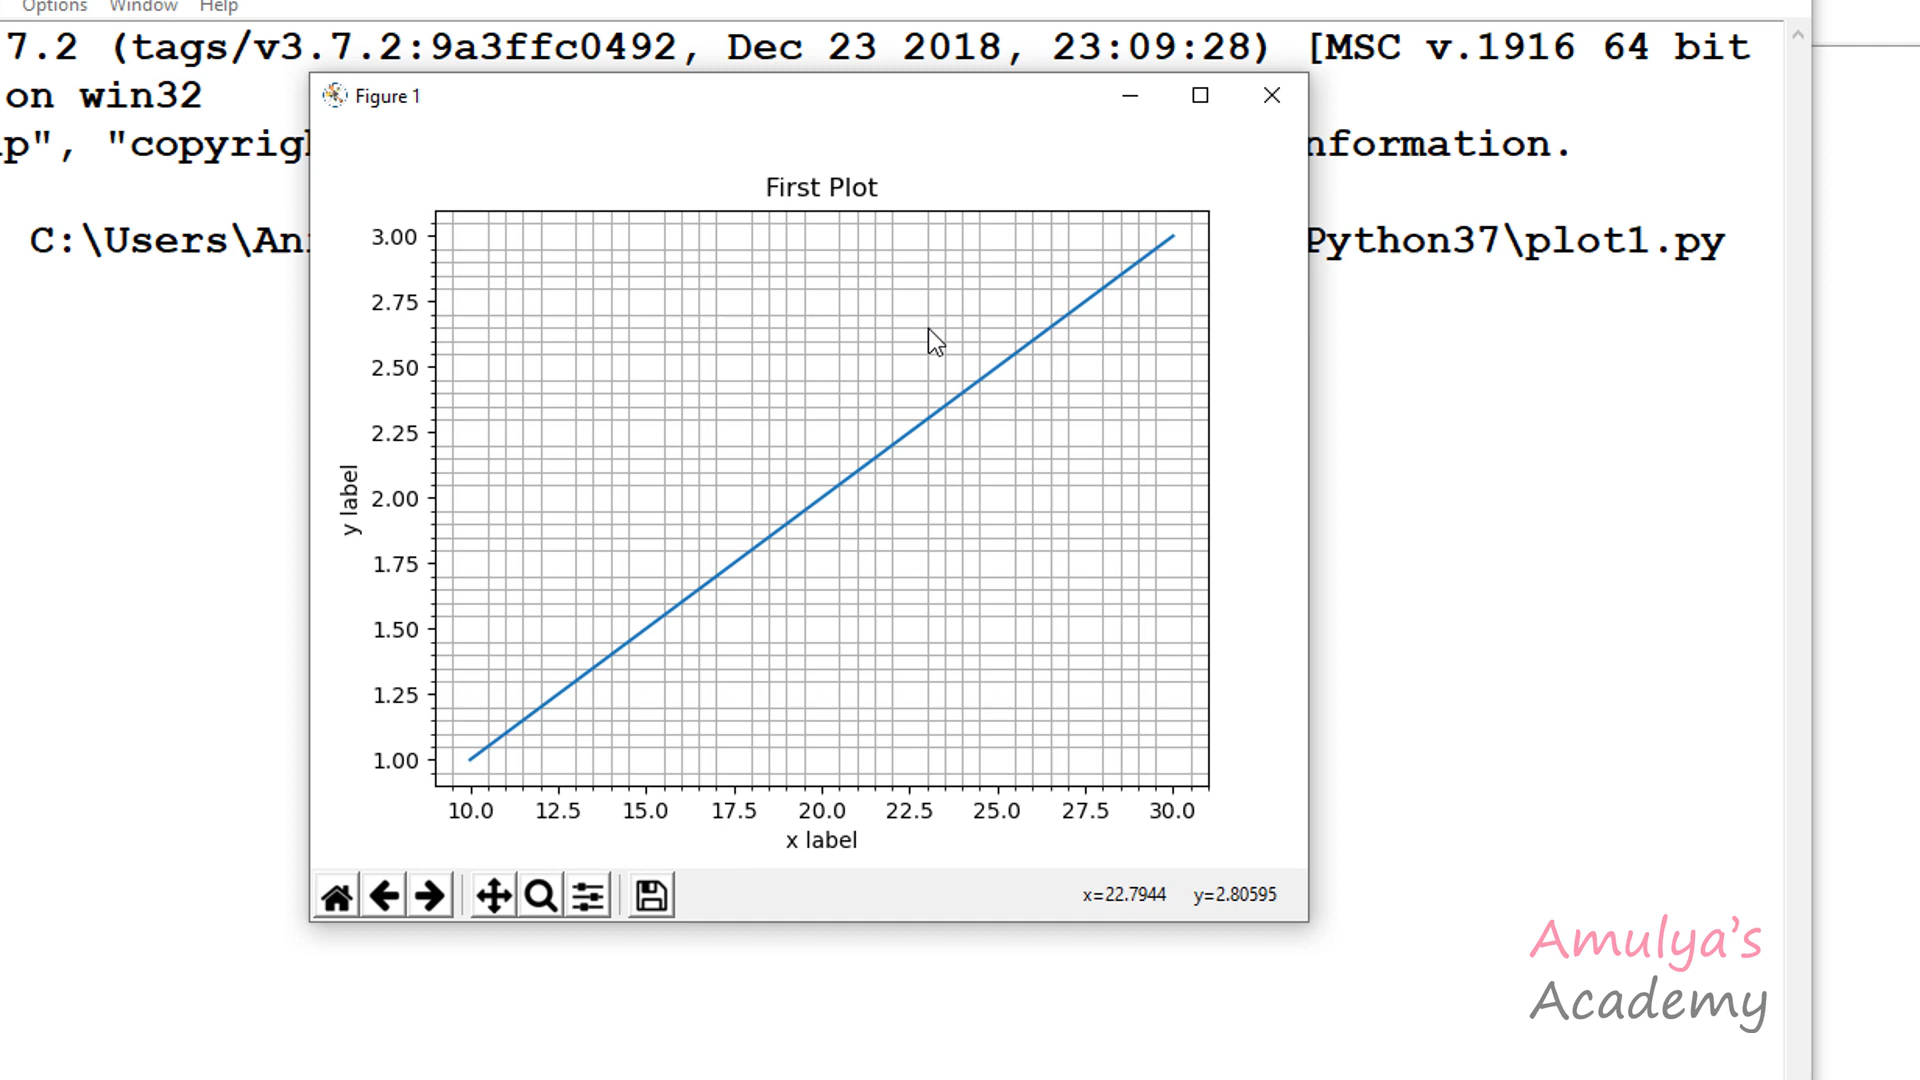 Options Window Help
7.2 (tags/v3.7.2:9a3ffc0492, Dec 23 2018, 23:09:28) [MSC v.1916 64 bit
on win32
p", "copyrigh nformation.
C:\Users\Ani Python37\plot1.py
Figure 1
First Plot
3.00
2.75
2.50
2.25
2.00
1.75
1.50
1.25
1.00
y label
10.0 12.5 15.0 17.5 20.0 22.5 25.0 27.5 30.0
x label
x=22.7944 y=2.80595
Amulya's
Academy